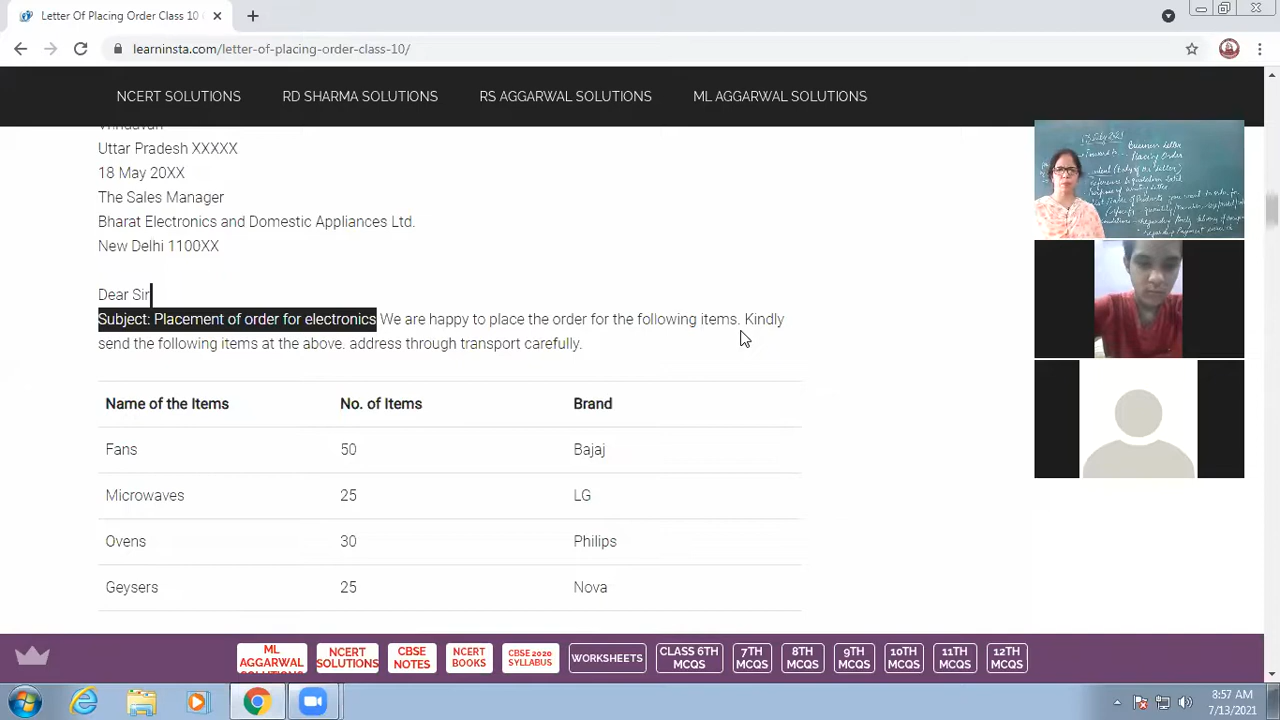 Letter Of Placing Order Class 10
learninsta.com/letter-of-placing-order-class-10/
NCERT SOLUTIONS
RD SHARMA SOLUTIONS
RS AGGARWAL SOLUTIONS
ML AGGARWAL SOLUTIONS
Vrindavan
Uttar Pradesh XXXXX
18 May 20XX
The Sales Manager
Bharat Electronics and Domestic Appliances Ltd.
New Delhi 1100XX
Dear Sir
Subject: Placement of order for electronics We are happy to place the order for the following items. Kindly
send the following items at the above. address through transport carefully.
Name of the Items No. of Items Brand
Fans 50 Bajaj
Microwaves 25 LG
Ovens 30 Philips
Geysers 25 Nova
Business Letter
Placing Order
ML AGGARWAL SOLUTIONS
NCERT SOLUTIONS
CBSE NOTES
NCERT BOOKS
CBSE 2020 SYLLABUS
WORKSHEETS
CLASS 6TH MCQS
7TH MCQS
8TH MCQS
9TH MCQS
10TH MCQS
11TH MCQS
12TH MCQS
8:57 AM
7/13/2021